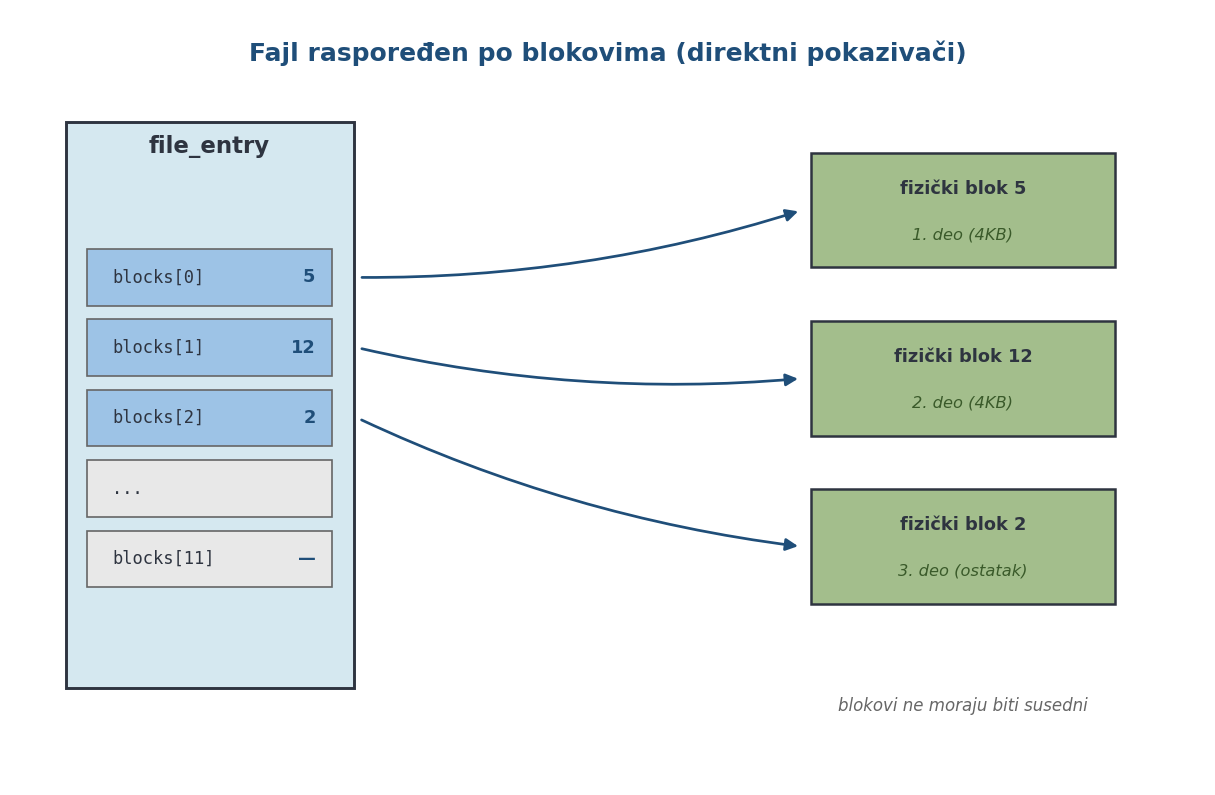 Fajl raspoređen po blokovima (direktni pokazivači)
file_entry
blocks[0] 5
blocks[1] 12
blocks[2] 2
...
blocks[11] —
fizički blok 5
1. deo (4KB)
fizički blok 12
2. deo (4KB)
fizički blok 2
3. deo (ostatak)
blokovi ne moraju biti susedni